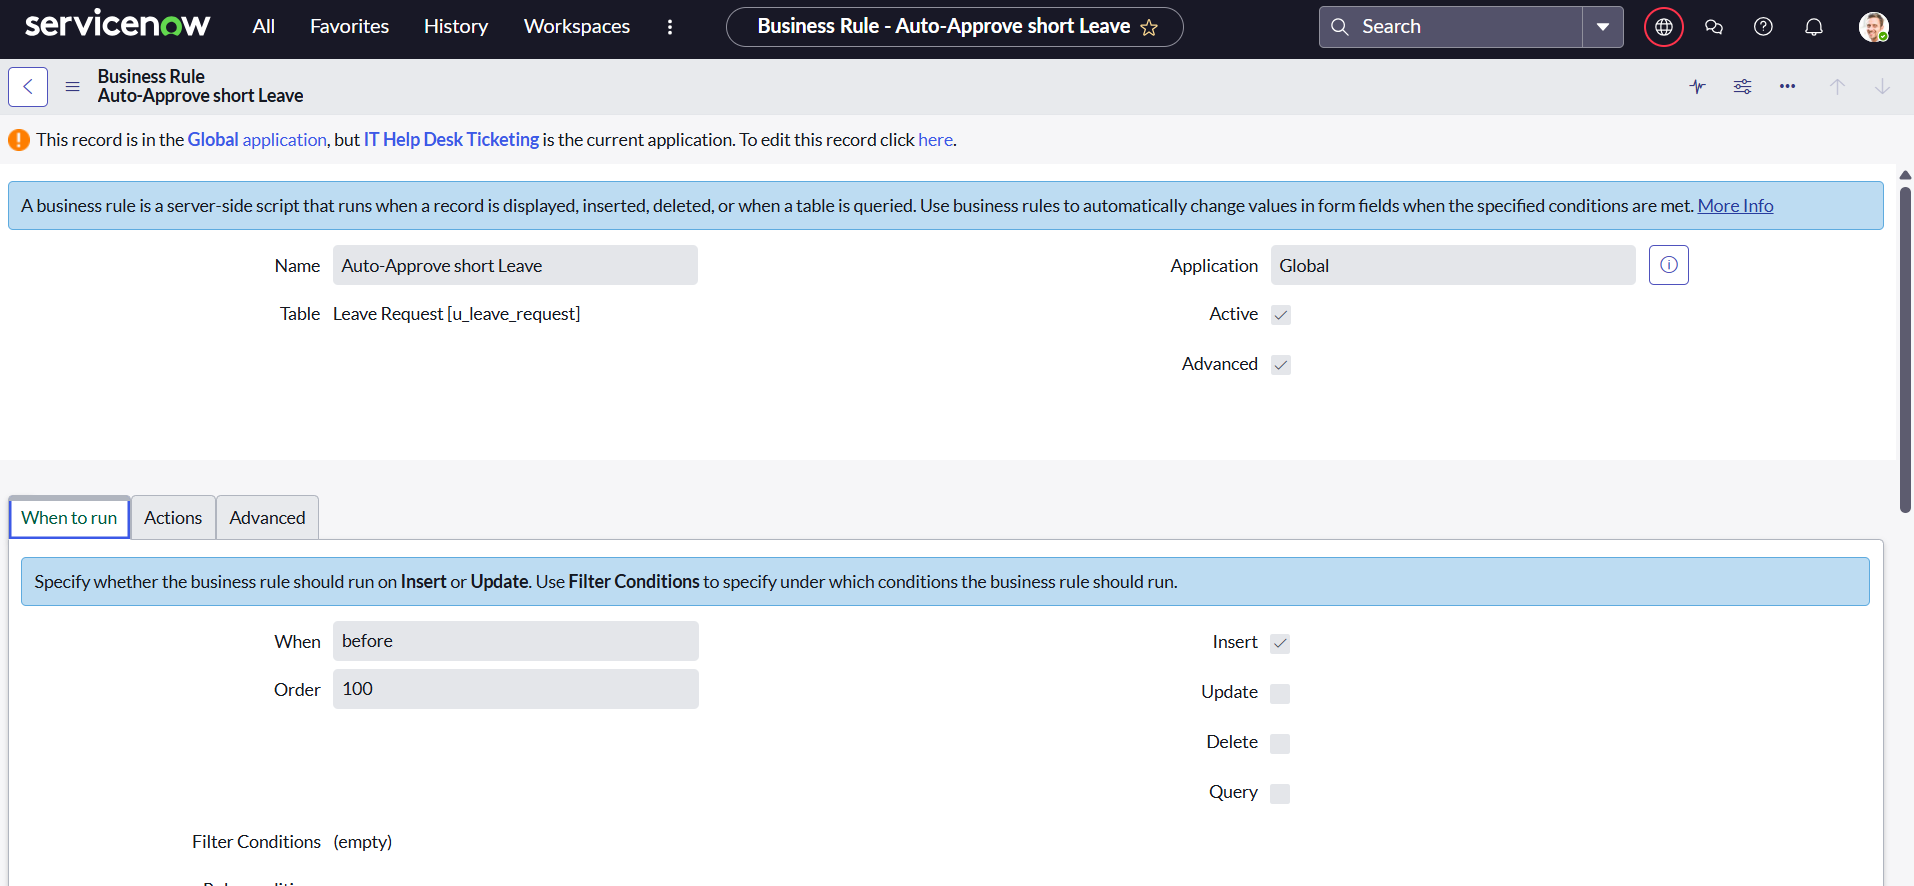 servicenow All Favorites History Workspaces Business Rule - Auto-Approve short Leave Search
Business Rule
Auto-Approve short Leave
This record is in the Global application, but IT Help Desk Ticketing is the current application. To edit this record click here.
A business rule is a server-side script that runs when a record is displayed, inserted, deleted, or when a table is queried. Use business rules to automatically change values in form fields when the specified conditions are met. More Info
Name Auto-Approve short Leave Application Global
Table Leave Request [u_leave_request] Active
Advanced
When to run Actions Advanced
Specify whether the business rule should run on Insert or Update. Use Filter Conditions to specify under which conditions the business rule should run.
When before Insert
Order 100 Update
Delete
Query
Filter Conditions (empty)